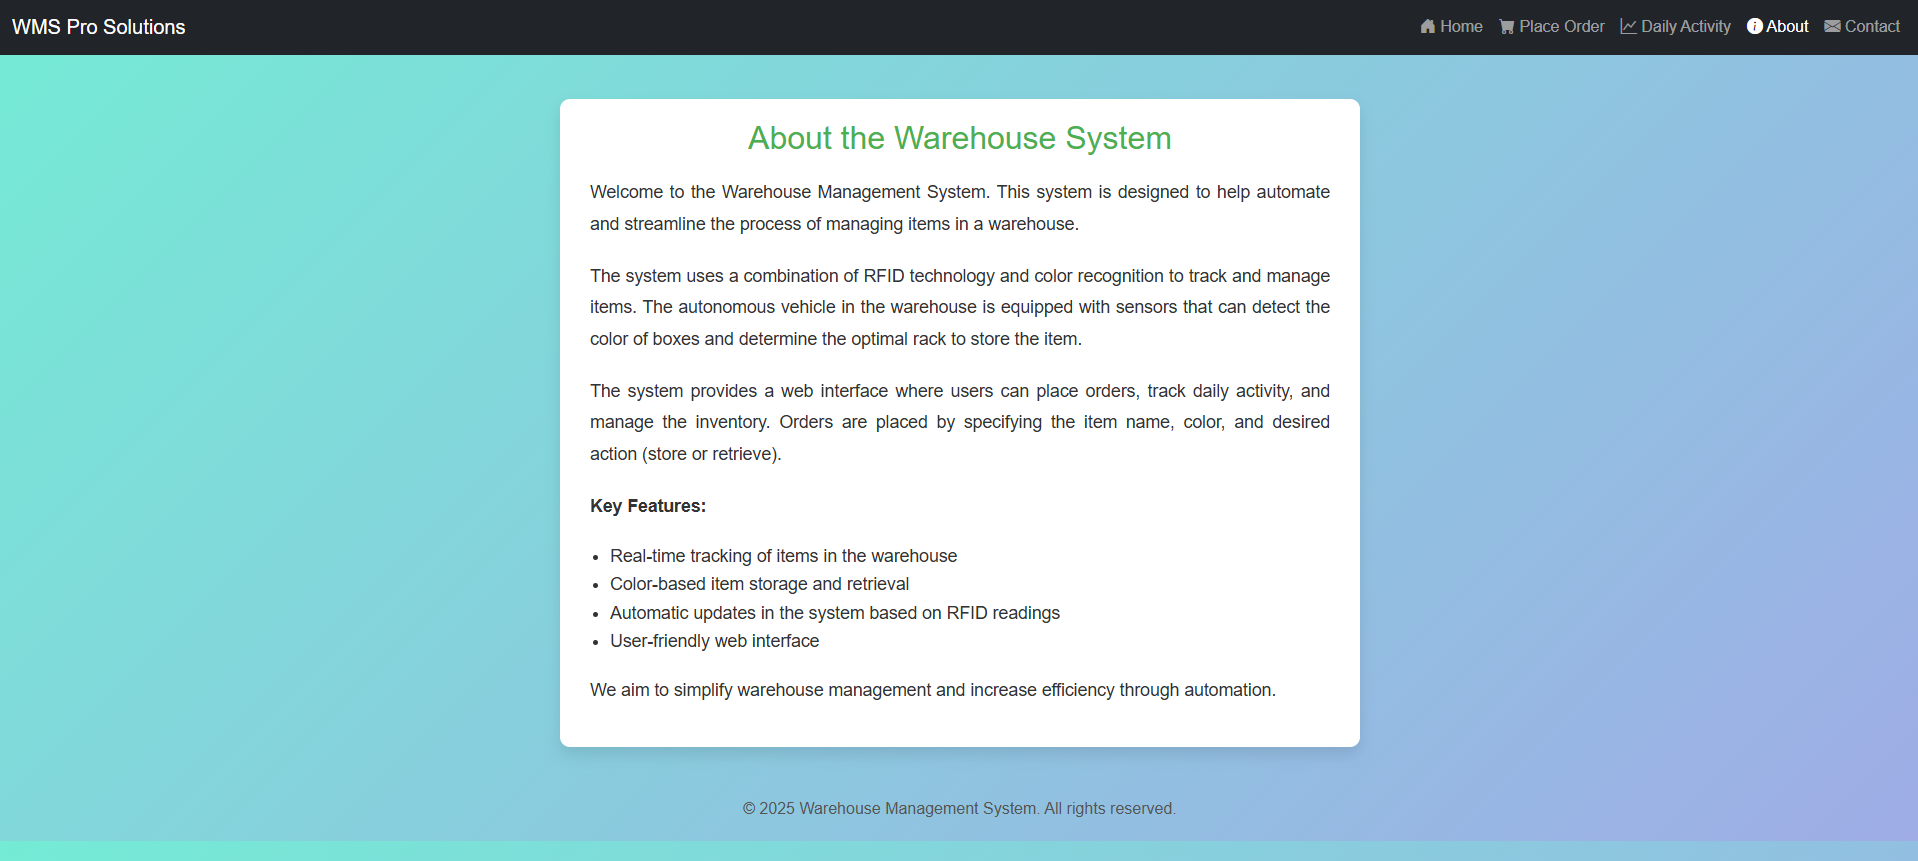 WMS Pro Solutions
Home Place Order Daily Activity About Contact
About the Warehouse System
Welcome to the Warehouse Management System. This system is designed to help automate
and streamline the process of managing items in a warehouse.
The system uses a combination of RFID technology and color recognition to track and manage
items. The autonomous vehicle in the warehouse is equipped with sensors that can detect the
color of boxes and determine the optimal rack to store the item.
The system provides a web interface where users can place orders, track daily activity, and
manage the inventory. Orders are placed by specifying the item name, color, and desired
action (store or retrieve).
Key Features:
• Real-time tracking of items in the warehouse
• Color-based item storage and retrieval
• Automatic updates in the system based on RFID readings
• User-friendly web interface
We aim to simplify warehouse management and increase efficiency through automation.
© 2025 Warehouse Management System. All rights reserved.